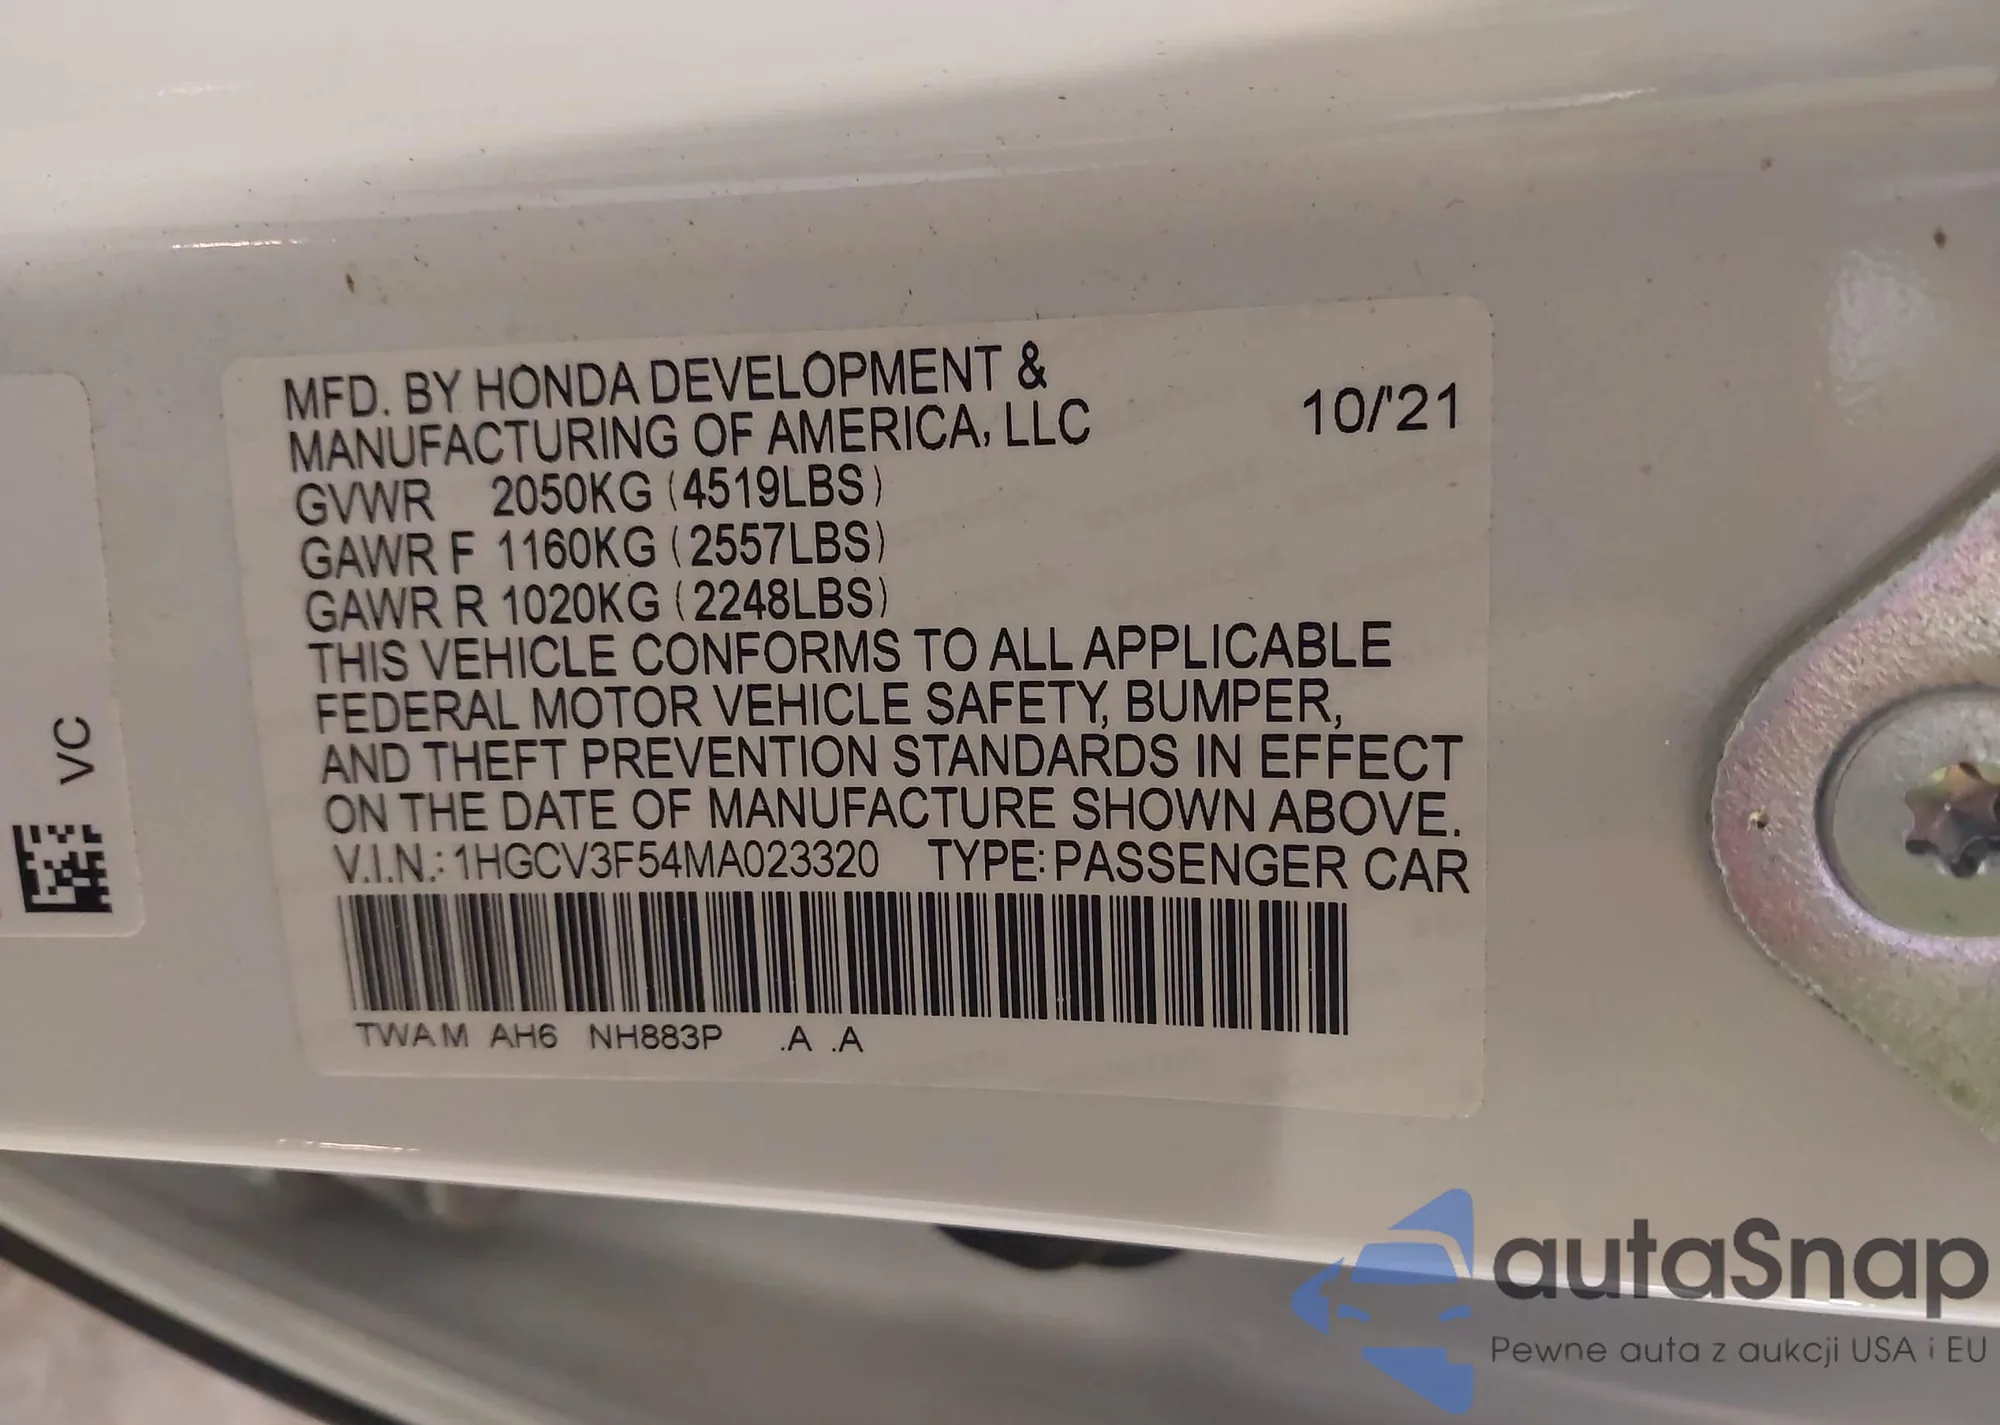 MFD. BY HONDA DEVELOPMENT &
MANUFACTURING OF AMERICA, LLC
10/'21
GVWR 2050KG (4519LBS)
GAWR F 1160KG (2557LBS)
GAWR R 1020KG (2248LBS)
THIS VEHICLE CONFORMS TO ALL APPLICABLE
FEDERAL MOTOR VEHICLE SAFETY, BUMPER,
AND THEFT PREVENTION STANDARDS IN EFFECT
ON THE DATE OF MANUFACTURE SHOWN ABOVE.
V.I.N.: 1HGCV3F54MA023320 TYPE: PASSENGER CAR
TWAM AH6 NH883P .A .A
VC
autaSnap
Pewne auta z aukcji USA i EU